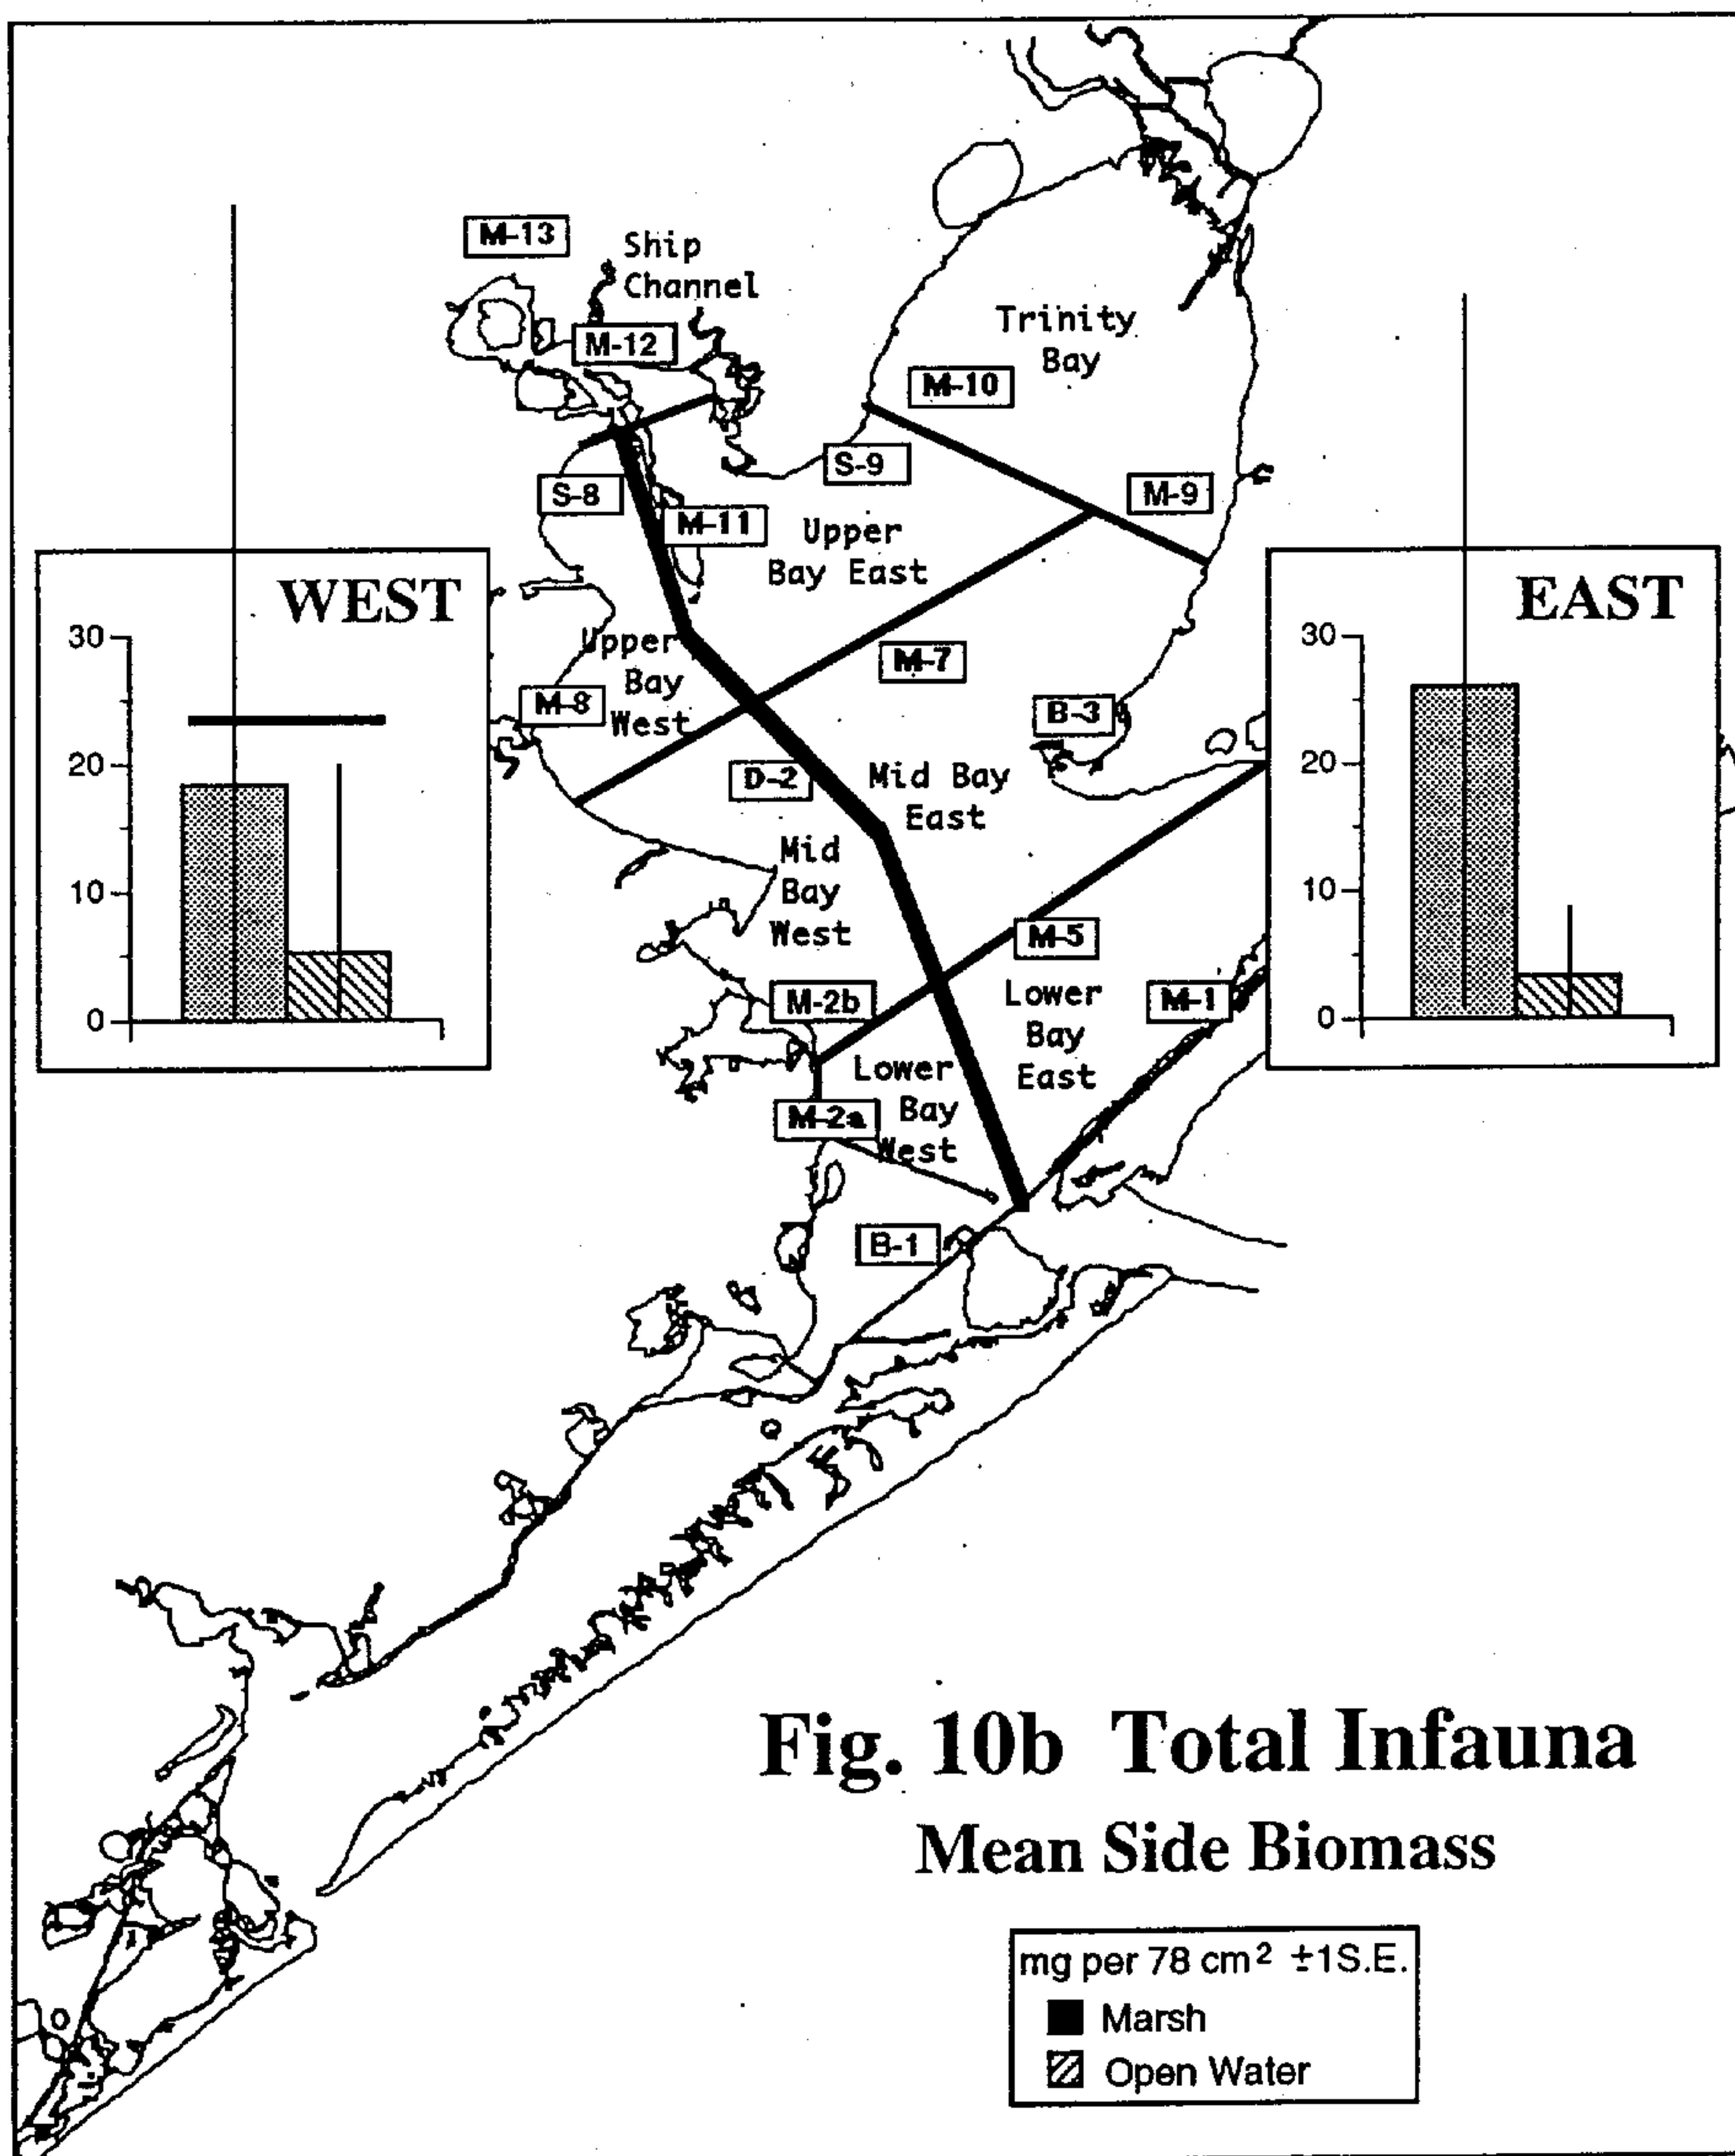 M-13
Ship
Channel
M-12
Trinity
Bay
M-10
S-9
M-9
S-8
M-11
Upper
Bay East
WEST
30
20
10
0
EAST
30
20
10
0
Upper
Bay
West
M-8
M-7
B-3
D-2
Mid Bay
East
Mid
Bay
West
M-5
M-2b
Lower
Bay
East
M-1
Lower
Bay
West
M-2a
B-1
Fig. 10b Total Infauna
Mean Side Biomass
mg per 78 cm² ±1S.E.
Marsh
Open Water